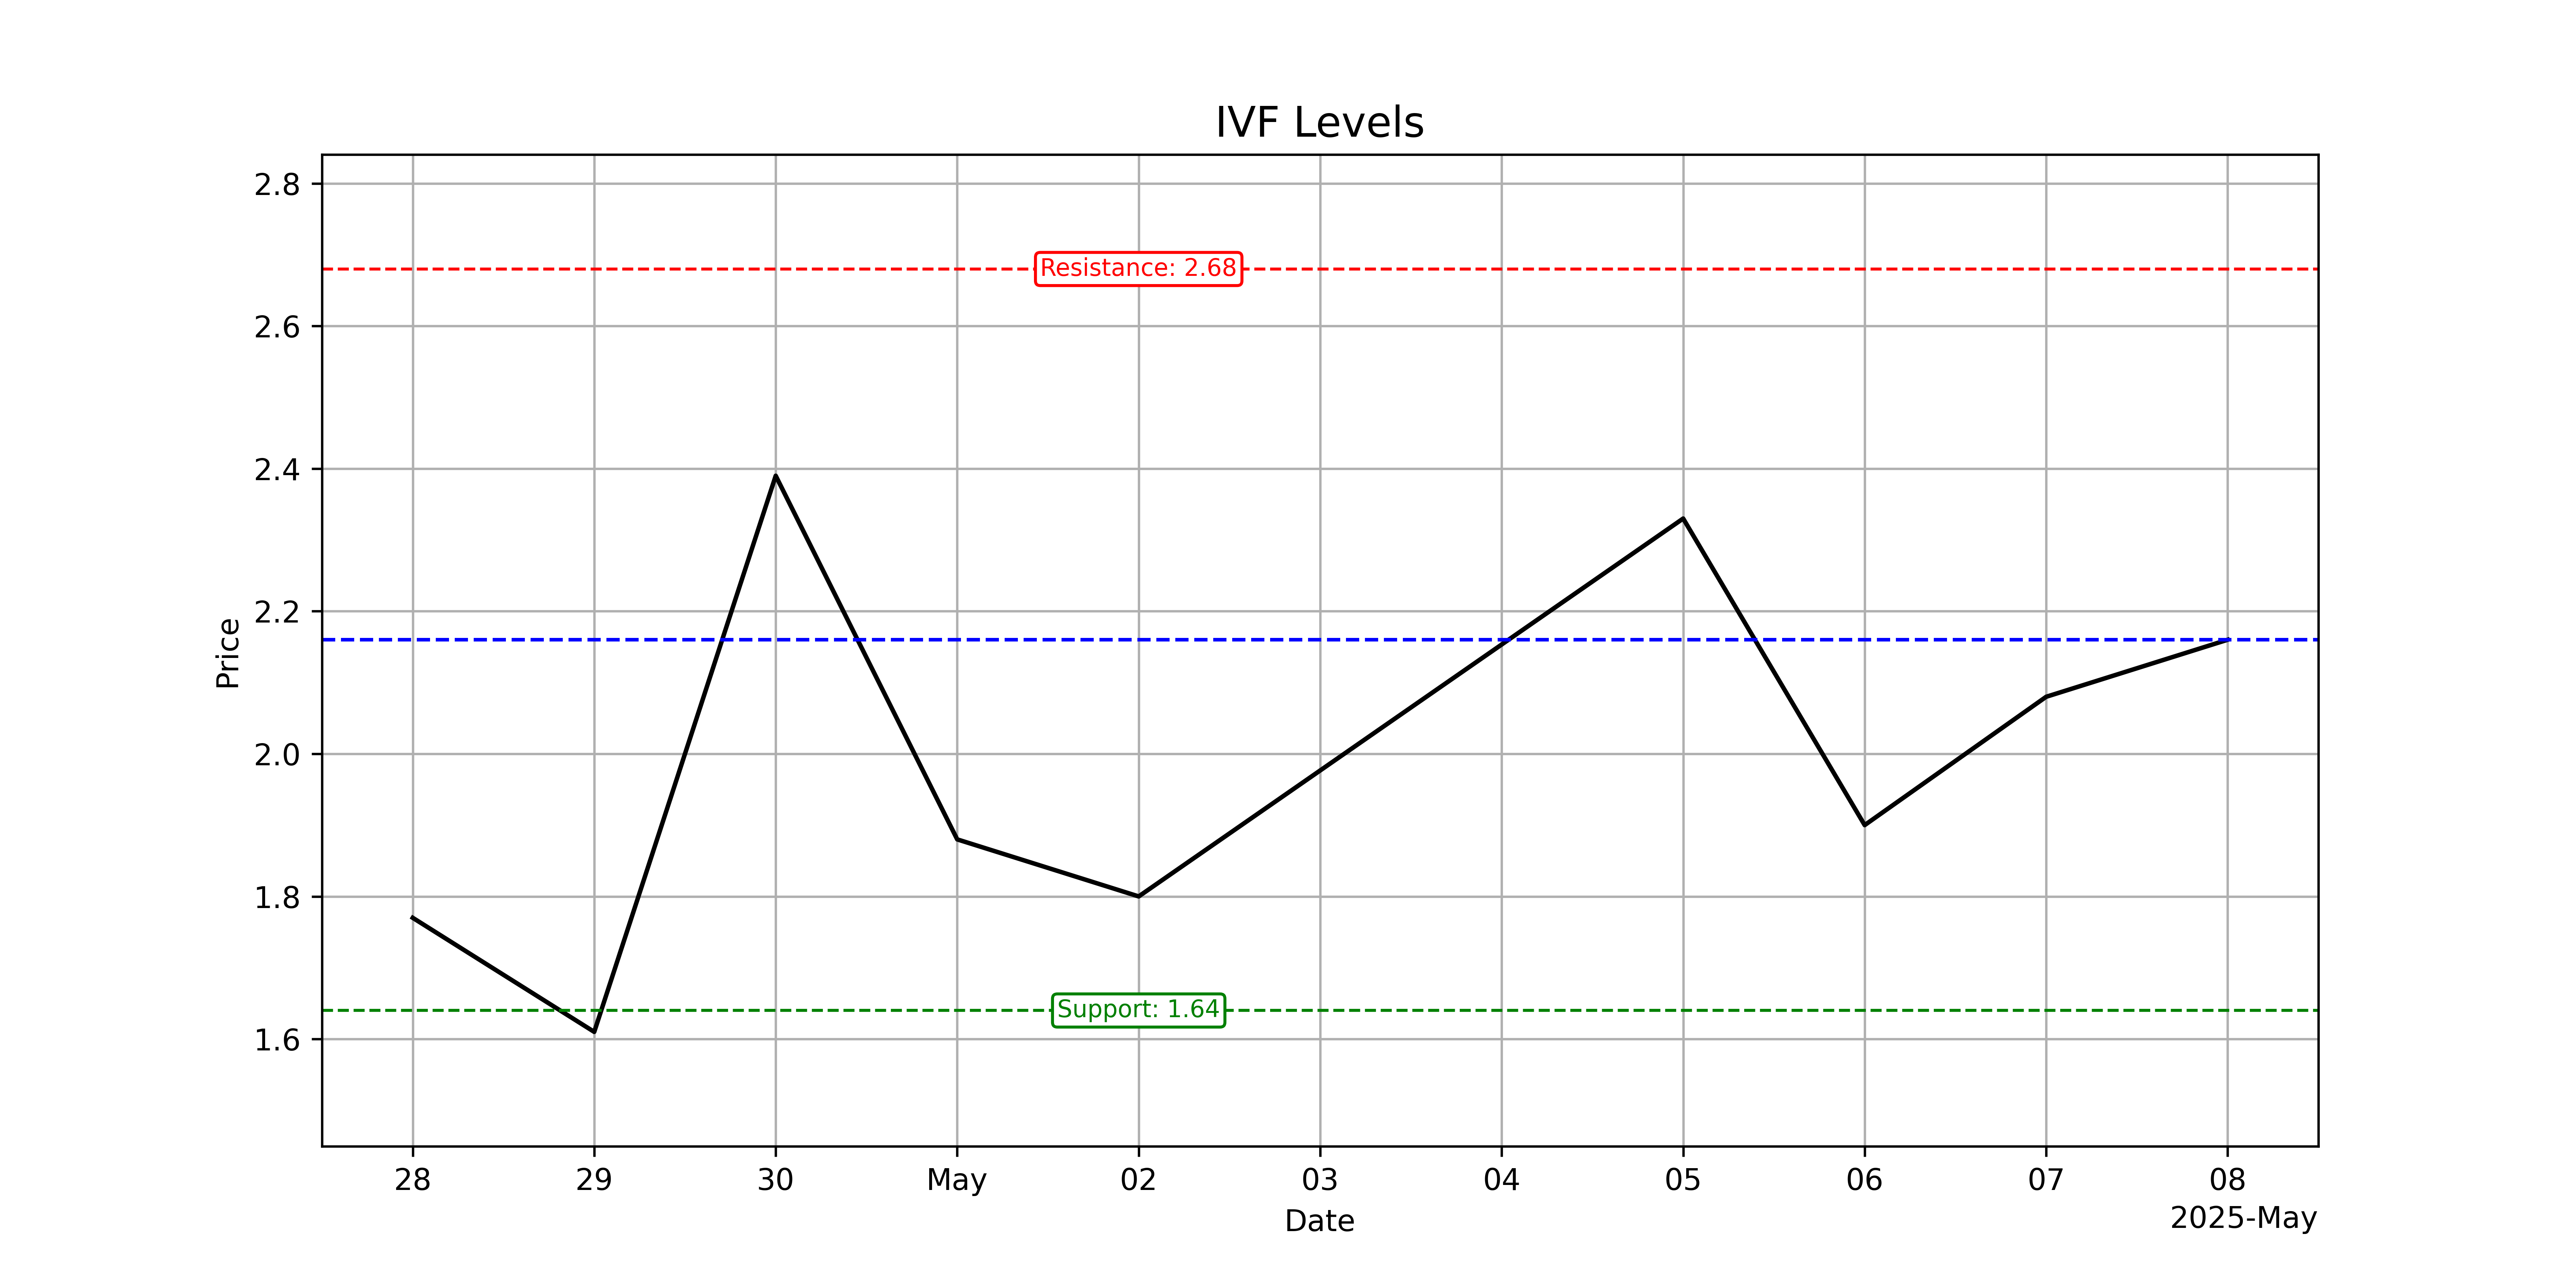 IVF Levels
2.8
Resistance: 2.68
2.6
2.4
2.2
Price
2.0
1.8
Support: 1.64
1.6
28 29 30 May 02 03 04 05 06 07 08
Date
2025-May